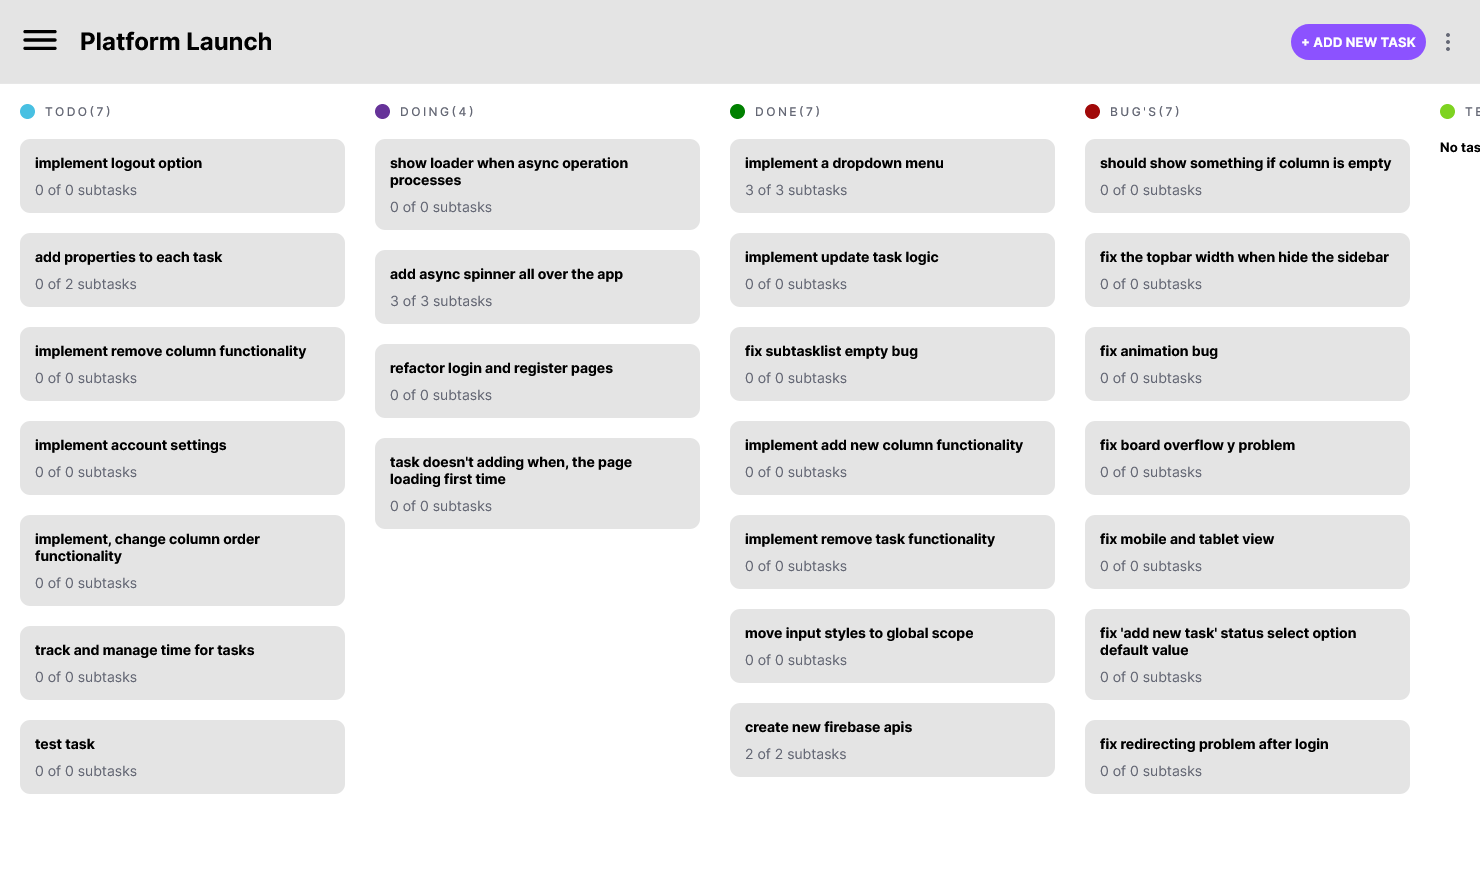 Platform Launch
+ ADD NEW TASK
TODO(7)
implement logout option
0 of 0 subtasks
add properties to each task
0 of 2 subtasks
implement remove column functionality
0 of 0 subtasks
implement account settings
0 of 0 subtasks
implement, change column order
functionality
0 of 0 subtasks
track and manage time for tasks
0 of 0 subtasks
test task
0 of 0 subtasks
DOING(4)
show loader when async operation
processes
0 of 0 subtasks
add async spinner all over the app
3 of 3 subtasks
refactor login and register pages
0 of 0 subtasks
task doesn't adding when, the page
loading first time
0 of 0 subtasks
DONE(7)
implement a dropdown menu
3 of 3 subtasks
implement update task logic
0 of 0 subtasks
fix subtasklist empty bug
0 of 0 subtasks
implement add new column functionality
0 of 0 subtasks
implement remove task functionality
0 of 0 subtasks
move input styles to global scope
0 of 0 subtasks
create new firebase apis
2 of 2 subtasks
BUG'S(7)
should show something if column is empty
0 of 0 subtasks
fix the topbar width when hide the sidebar
0 of 0 subtasks
fix animation bug
0 of 0 subtasks
fix board overflow y problem
0 of 0 subtasks
fix mobile and tablet view
0 of 0 subtasks
fix 'add new task' status select option
default value
0 of 0 subtasks
fix redirecting problem after login
0 of 0 subtasks
No